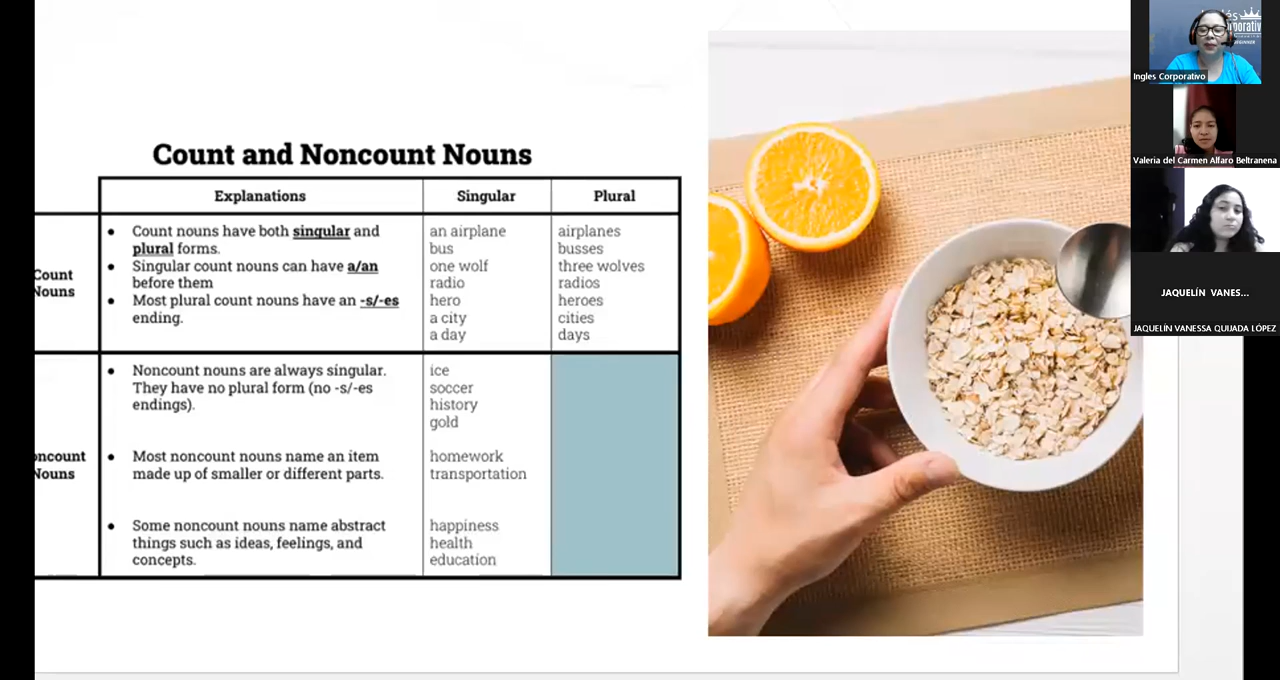 Count and Noncount Nouns
Explanations
Singular
Plural
Count
Nouns
Count nouns have both singular and
plural forms.
Singular count nouns can have a/an
before them
Most plural count nouns have an -s/-es
ending.
an airplane
bus
one wolf
radio
hero
a city
a day
airplanes
busses
three wolves
radios
heroes
cities
days
oncount
Nouns
Noncount nouns are always singular.
They have no plural form (no -s/-es
endings).
Most noncount nouns name an item
made up of smaller or different parts.
Some noncount nouns name abstract
things such as ideas, feelings, and
concepts.
ice
soccer
history
gold
homework
transportation
happiness
health
education
Ingles Corporativo
Valeria del Carmen Alfaro Beltranena
JAQUELÍN VANES...
JAQUELÍN VANESSA QUIJADA LÓPEZ